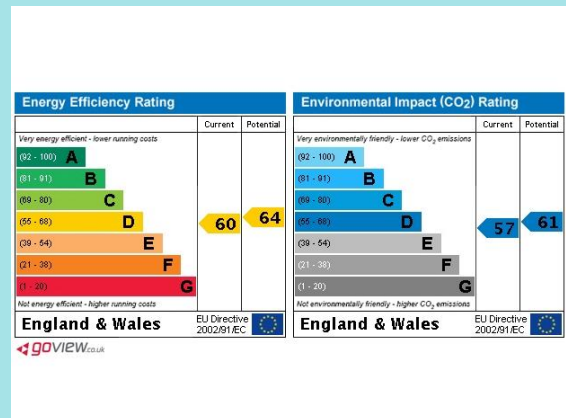 Energy Efficiency Rating
Current Potential
Very energy efficient - lower running costs
(92 - 100) A
(81 - 91) B
(69 - 80) C
(55 - 68) D
(39 - 54) E
(21 - 38) F
(1 - 20) G
60
64
Not energy efficient - higher running costs
England & Wales
EU Directive
2002/91/EC
Environmental Impact (CO2) Rating
Current Potential
Very environmentally friendly - lower CO2 emissions
(92 - 100) A
(81 - 91) B
(69 - 80) C
(55 - 68) D
(39 - 54) E
(21 - 38) F
(1 - 20) G
57
61
Not environmentally friendly - higher CO2 emissions
England & Wales
EU Directive
2002/91/EC
goview.co.uk